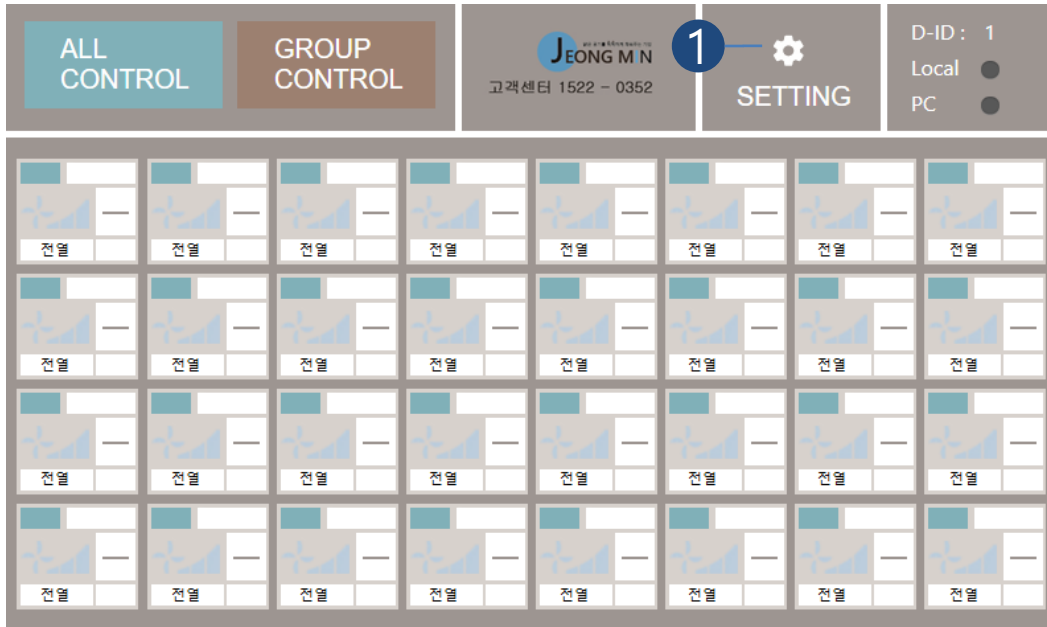 ALL
CONTROL
GROUP
CONTROL
JEONG MIN
고객센터 1522 - 0352
1
SETTING
D-ID : 1
Local
PC
전열 전열 전열 전열 전열 전열 전열 전열
전열 전열 전열 전열 전열 전열 전열 전열
전열 전열 전열 전열 전열 전열 전열 전열
전열 전열 전열 전열 전열 전열 전열 전열